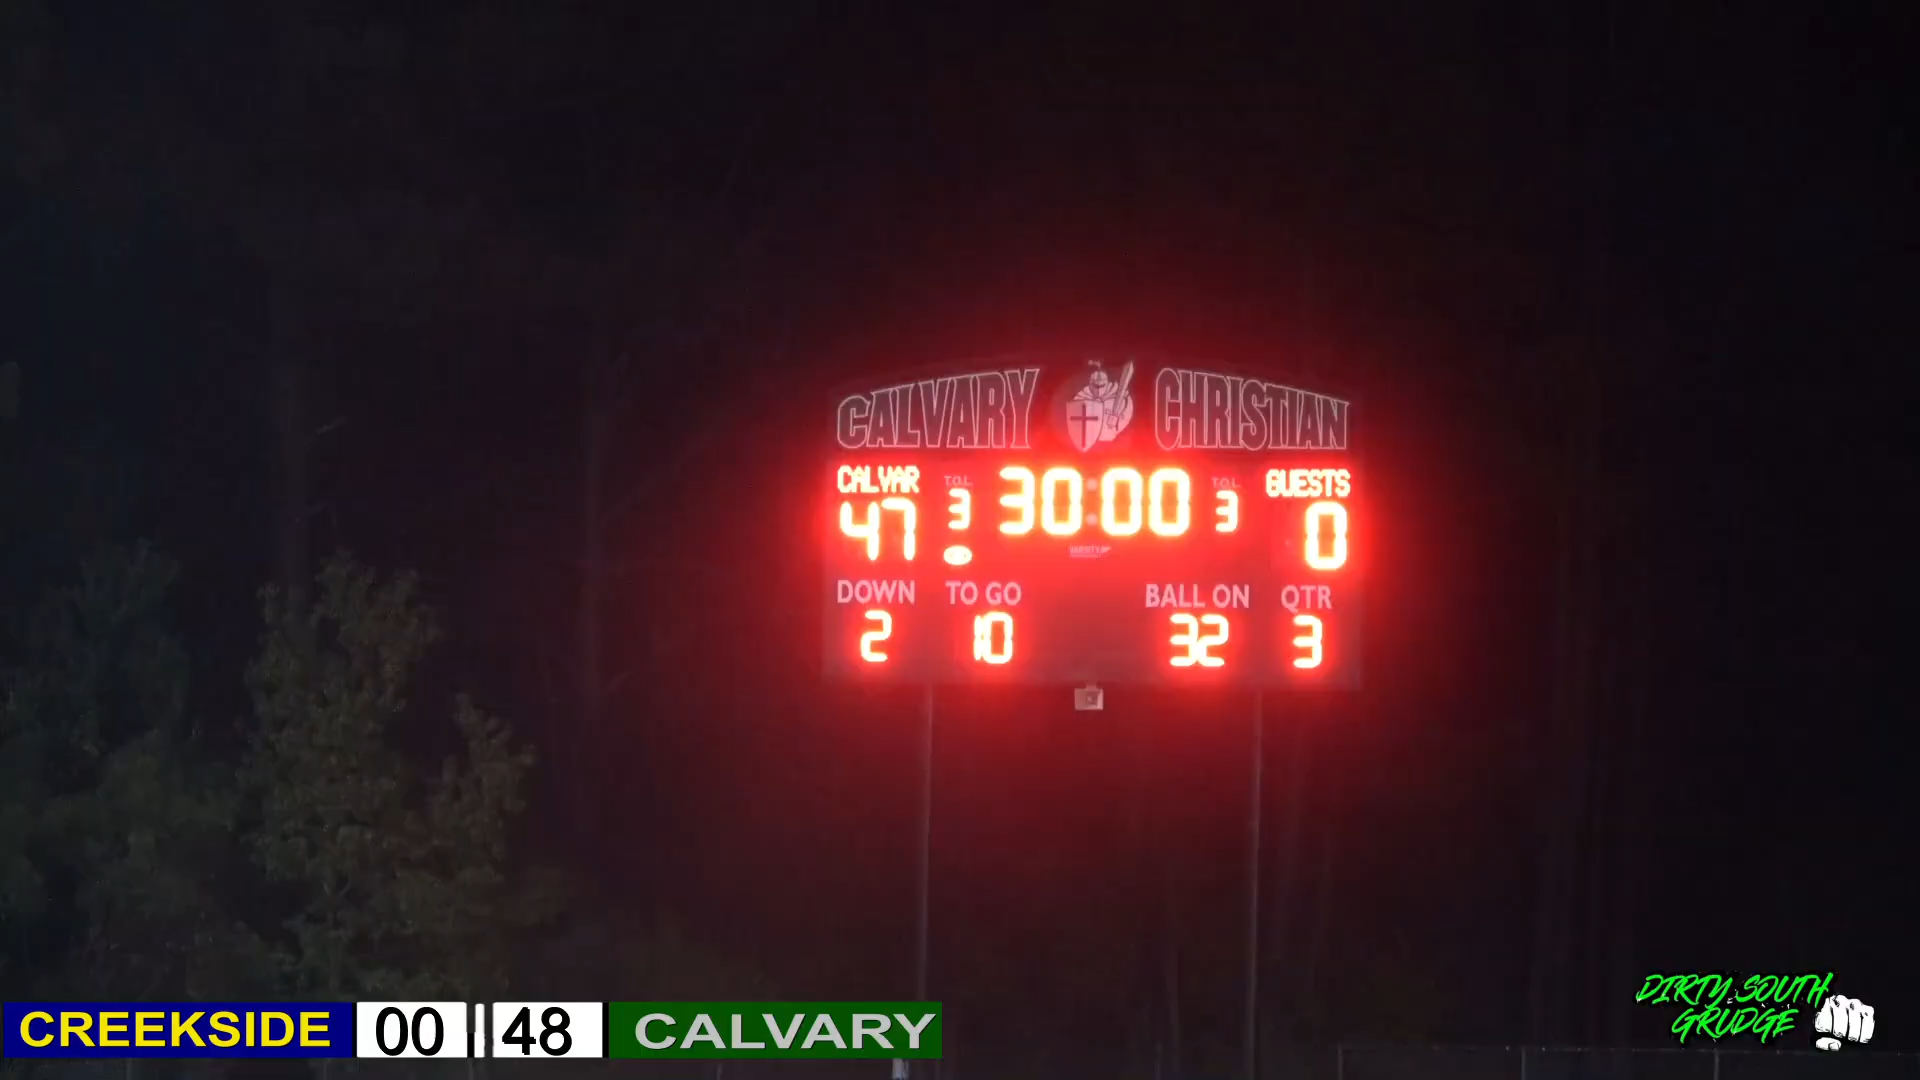 CALVARY CHRISTIAN
CALVAR T.O.L. 30:00 T.O.L. GUESTS
47 3 3 0
VARSITY
DOWN TO GO BALL ON QTR
2 10 32 3
DIRTY SOUTH
GRUDGE
CREEKSIDE 00 48 CALVARY